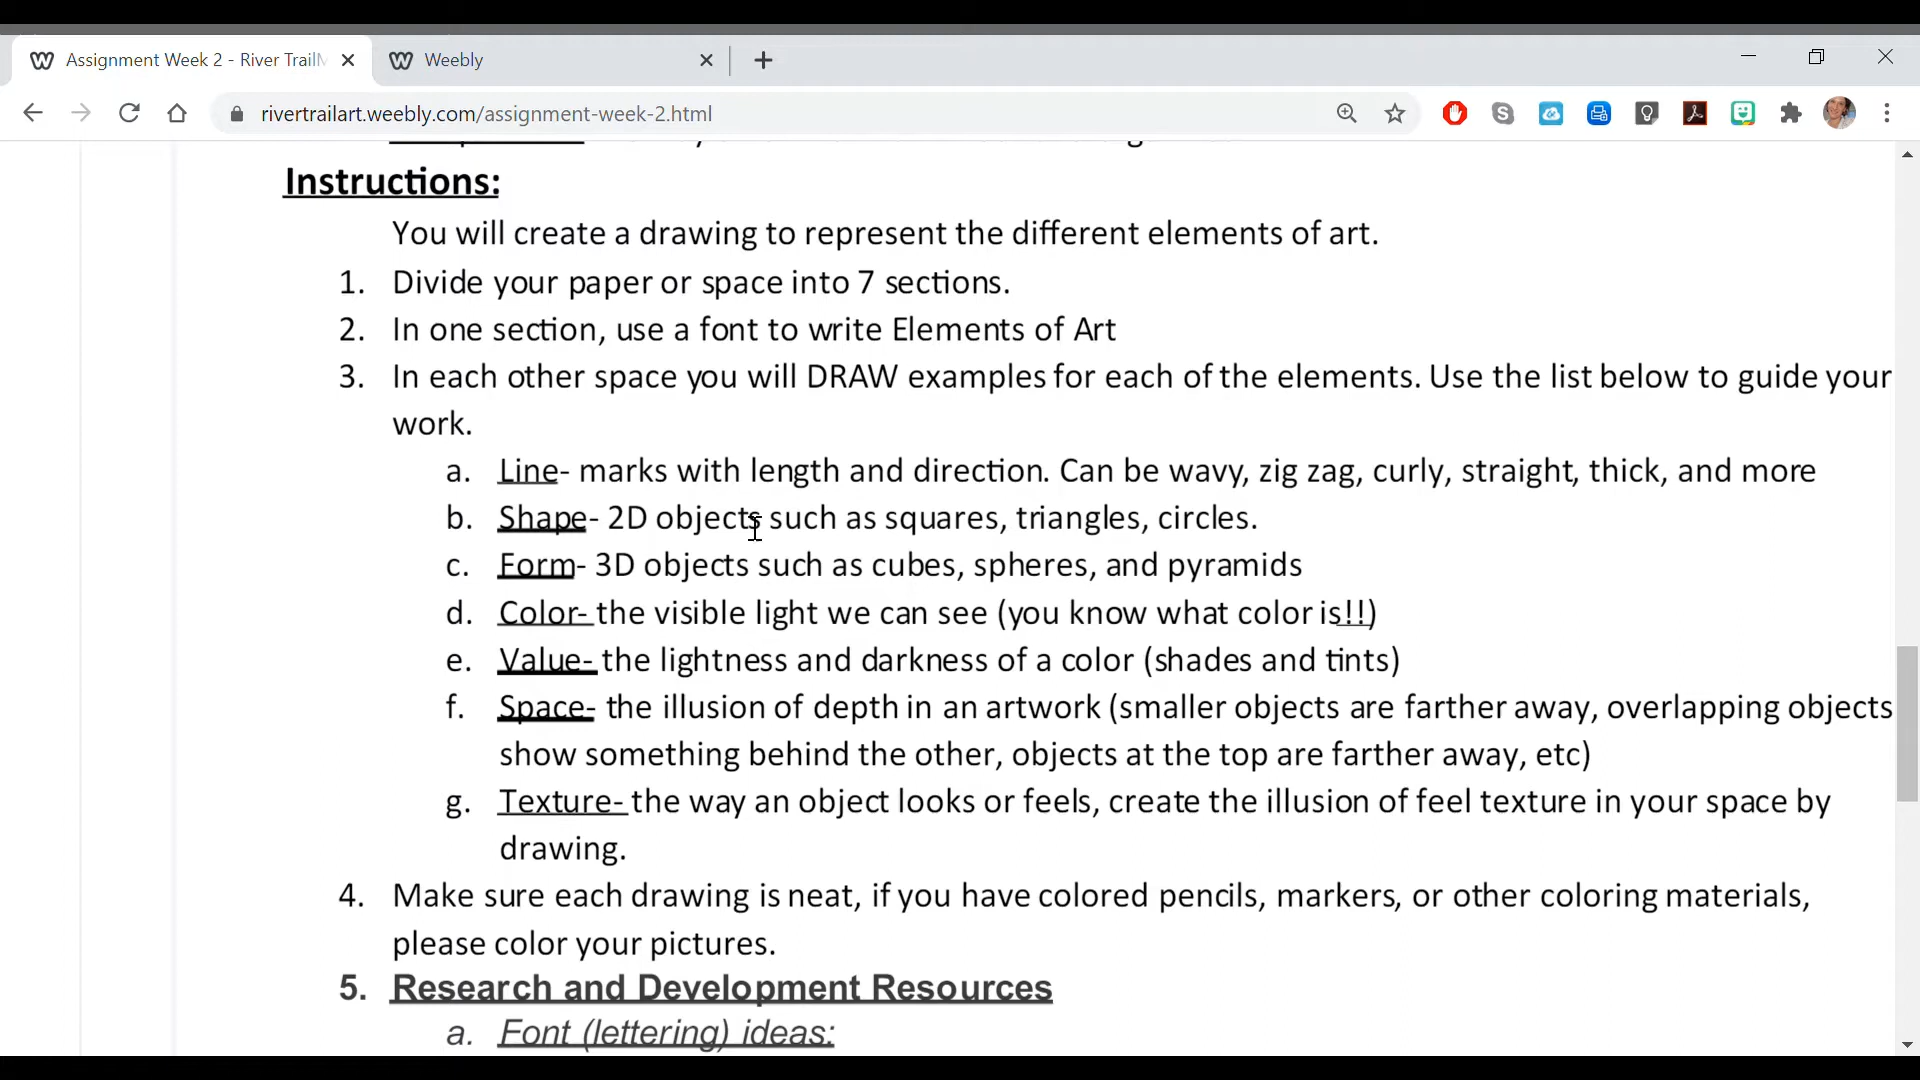 Assignment Week 2 - River Trail
Weebly
rivertrailart.weebly.com/assignment-week-2.html
Instructions:
You will create a drawing to represent the different elements of art.
1. Divide your paper or space into 7 sections.
2. In one section, use a font to write Elements of Art
3. In each other space you will DRAW examples for each of the elements. Use the list below to guide your
work.
a. Line- marks with length and direction. Can be wavy, zig zag, curly, straight, thick, and more
b. Shape- 2D objects such as squares, triangles, circles.
c. Form- 3D objects such as cubes, spheres, and pyramids
d. Color- the visible light we can see (you know what color is!!)
e. Value- the lightness and darkness of a color (shades and tints)
f. Space- the illusion of depth in an artwork (smaller objects are farther away, overlapping objects
show something behind the other, objects at the top are farther away, etc)
g. Texture- the way an object looks or feels, create the illusion of feel texture in your space by
drawing.
4. Make sure each drawing is neat, if you have colored pencils, markers, or other coloring materials,
please color your pictures.
5. Research and Development Resources
a. Font (lettering) ideas: